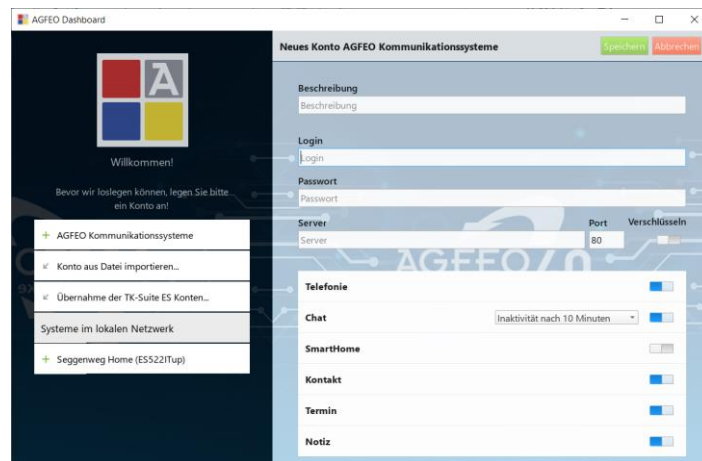 AGFEO Dashboard
A
Willkommen!
Bevor wir loslegen können, legen Sie bitte
ein Konto an!
+ AGFEO Kommunikationssysteme
Konto aus Datei importieren...
Übernahme der TK-Suite ES Konten...
Systeme im lokalen Netzwerk
+ Seggenweg Home (ES522ITup)
Neues Konto AGFEO Kommunikationssysteme
Speichern Abbrechen
Beschreibung
Beschreibung
Login
Login
Passwort
Passwort
Server Port Verschlüsseln
Server 80
AGFEO
Telefonie
Chat Inaktivität nach 10 Minuten
SmartHome
Kontakt
Termin
Notiz